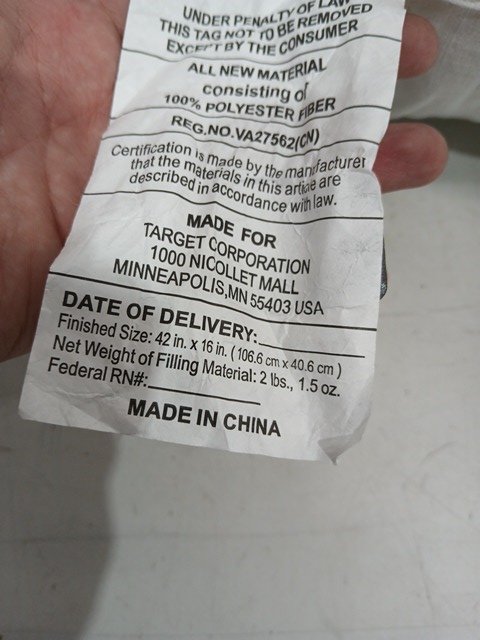 UNDER PENALTY OF LAW
THIS TAG NOT TO BE REMOVED
EXCEPT BY THE CONSUMER
ALL NEW MATERIAL
consisting of
100% POLYESTER FIBER
REG.NO.VA27562(CN)
Certification is made by the manufacturer
that the materials in this article are
described in accordance with law.
MADE FOR
TARGET CORPORATION
1000 NICOLLET MALL
MINNEAPOLIS,MN 55403 USA
DATE OF DELIVERY:
Finished Size: 42 in. x 16 in. ( 106.6 cm x 40.6 cm )
Net Weight of Filling Material: 2 lbs., 1.5 oz.
Federal RN#:
MADE IN CHINA